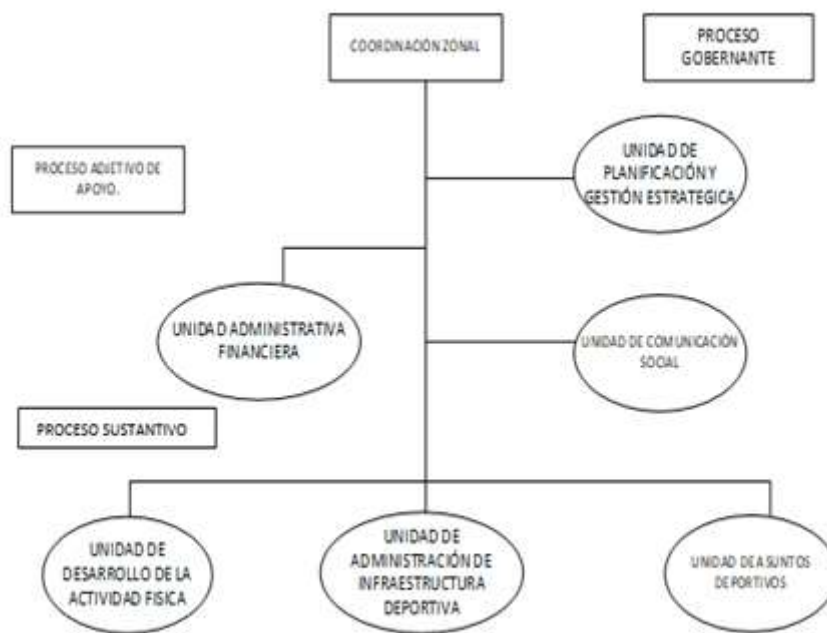 COORDINACIÓN ZONAL
PROCESO
GOBERNANTE
UNIDAD DE
PLANIFICACIÓN Y
GESTIÓN ESTRATEGICA
PROCESO ADJETIVO DE
APOYO.
UNIDAD ADMINISTRATIVA
FINANCIERA
UNIDAD DE COMUNICACIÓN
SOCIAL
PROCESO SUSTANTIVO
UNIDAD DE
DESARROLLO DE LA
ACTIVIDAD FISICA
UNIDAD DE
ADMINISTRACIÓN DE
INFRAESTRUCTURA
DEPORTIVA
UNIDAD DE ASUNTOS
DEPORTIVOS